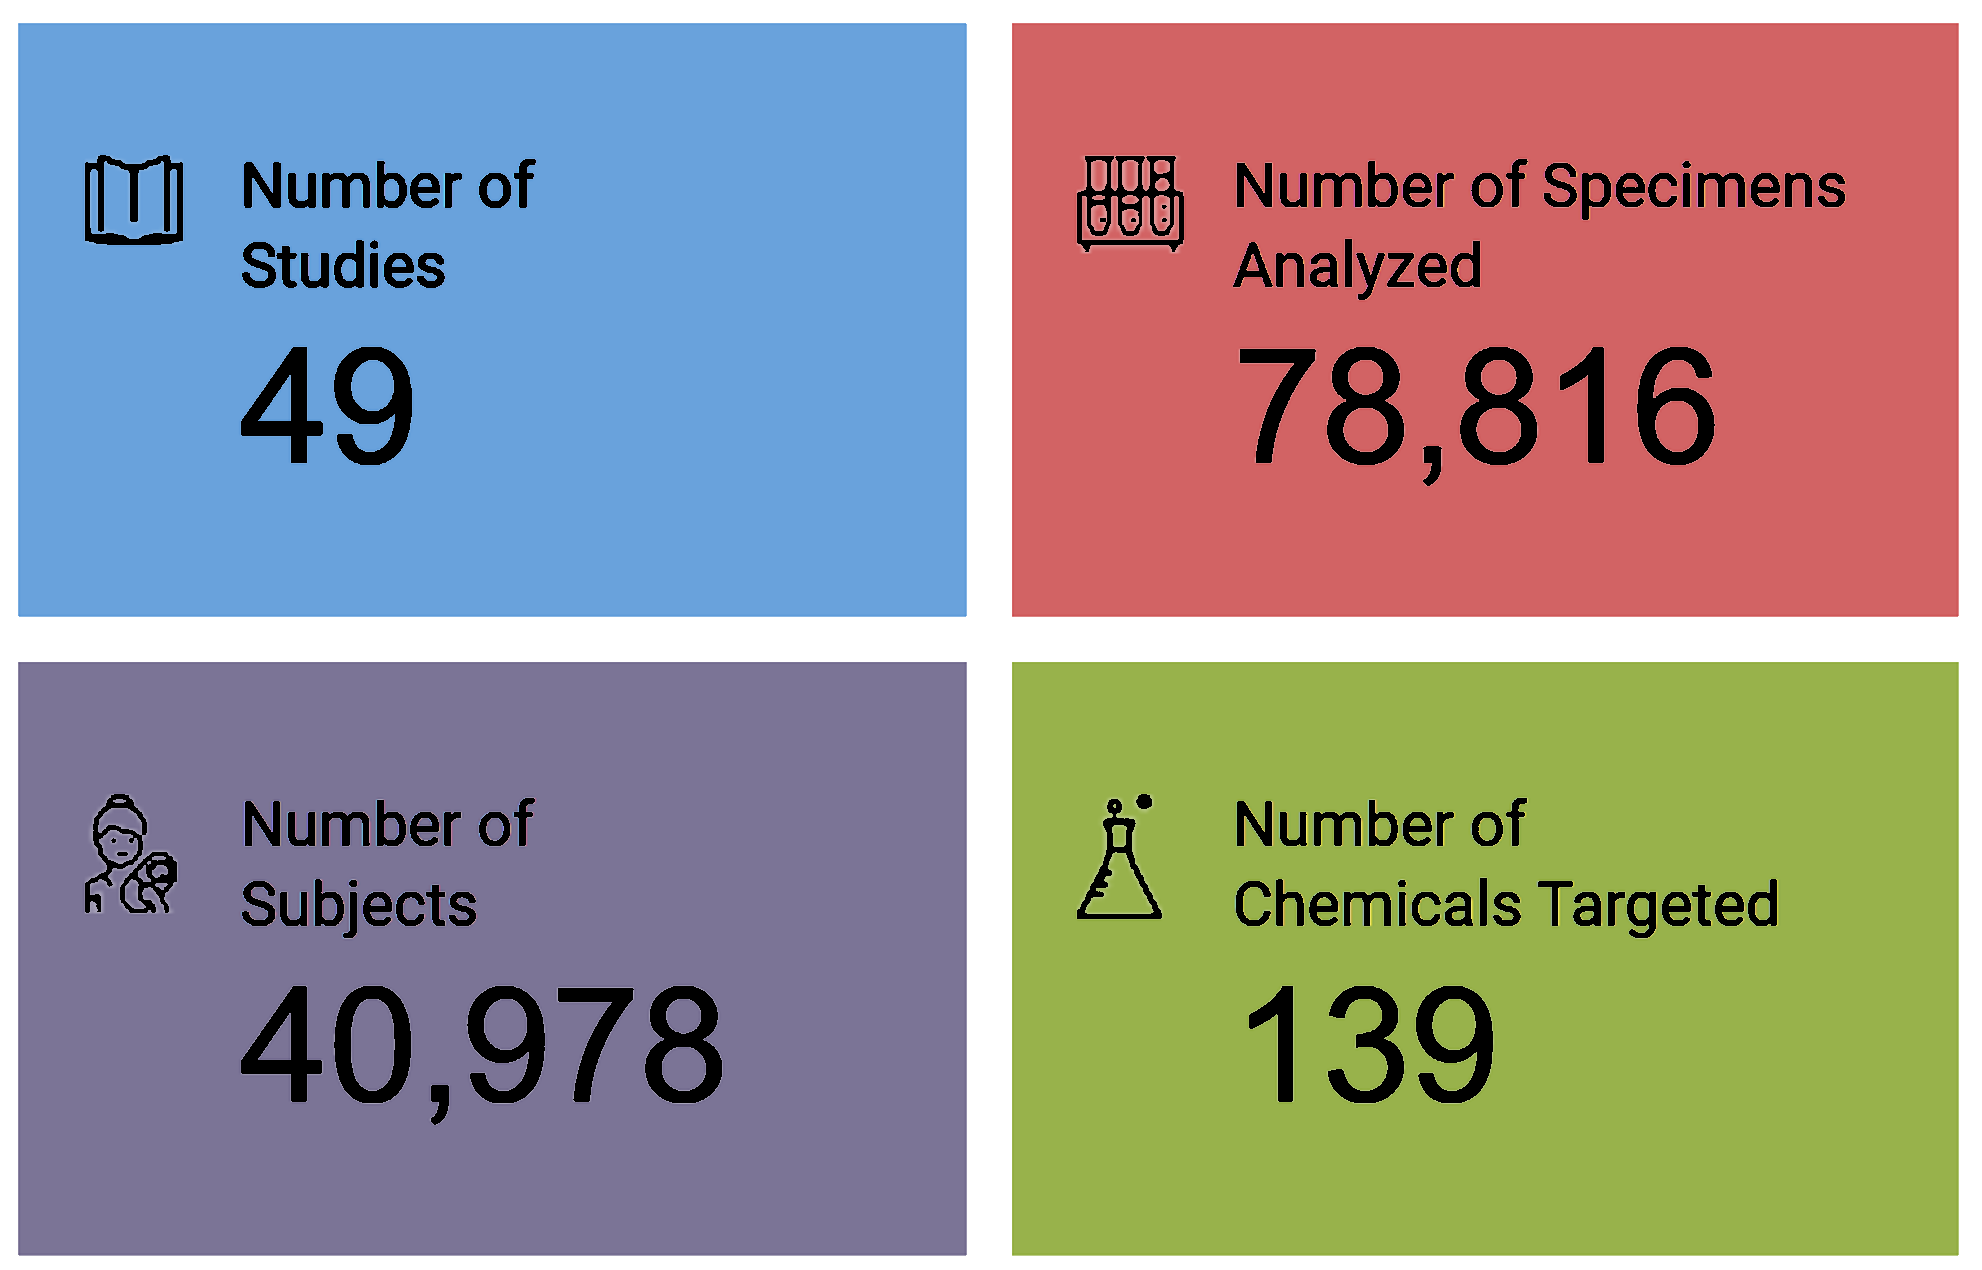 Number of
Studies
49
Number of Specimens
Analyzed
78,816
Number of
Subjects
40,978
Number of
Chemicals Targeted
139